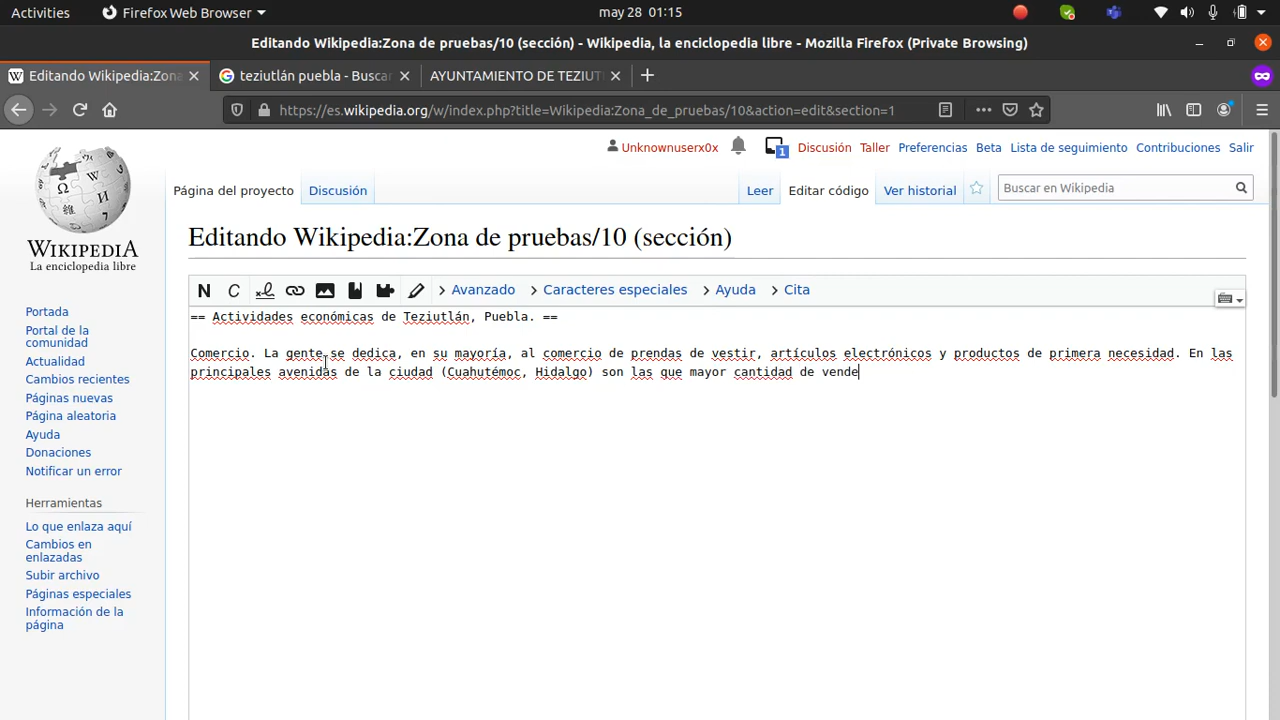 Activities
Firefox Web Browser
may 28 01:15
Editando Wikipedia:Zona de pruebas/10 (sección) - Wikipedia, la enciclopedia libre - Mozilla Firefox (Private Browsing)
Editando Wikipedia:Zona
teziutlán puebla - Buscar
AYUNTAMIENTO DE TEZIUT
https://es.wikipedia.org/w/index.php?title=Wikipedia:Zona_de_pruebas/10&action=edit&section=1
Unknownuserx0x
1
Discusión
Taller
Preferencias
Beta
Lista de seguimiento
Contribuciones
Salir
Página del proyecto
Discusión
Leer
Editar código
Ver historial
Buscar en Wikipedia
WIKIPEDIA
La enciclopedia libre
Editando Wikipedia:Zona de pruebas/10 (sección)
N
C
Avanzado
Caracteres especiales
Ayuda
Cita
== Actividades económicas de Teziutlán, Puebla. ==
Comercio. La gente se dedica, en su mayoría, al comercio de prendas de vestir, artículos electrónicos y productos de primera necesidad. En las
principales avenidas de la ciudad (Cuahutémoc, Hidalgo) son las que mayor cantidad de vende
Portada
Portal de la
comunidad
Actualidad
Cambios recientes
Páginas nuevas
Página aleatoria
Ayuda
Donaciones
Notificar un error
Herramientas
Lo que enlaza aquí
Cambios en
enlazadas
Subir archivo
Páginas especiales
Información de la
página